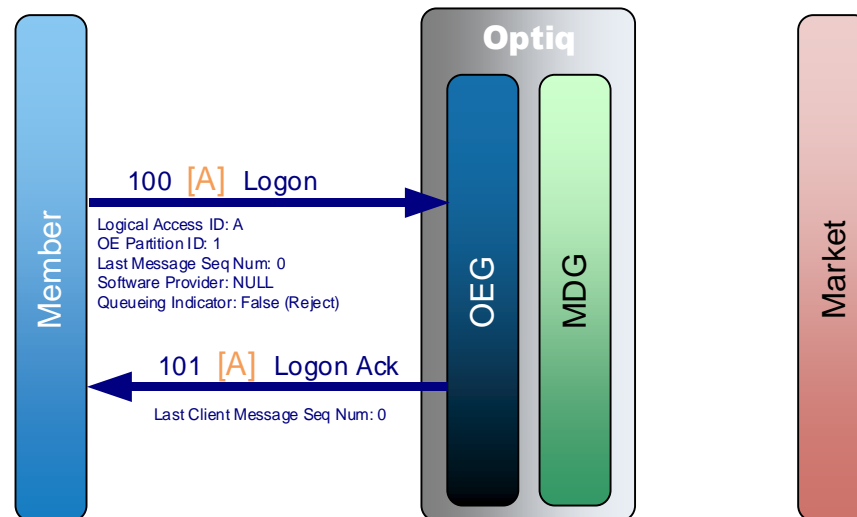 Optiq
Member
100 [A] Logon
Logical Access ID: A
OE Partition ID: 1
Last Message Seq Num: 0
Software Provider: NULL
Queueing Indicator: False (Reject)
101 [A] Logon Ack
Last Client Message Seq Num: 0
OEG
MDG
Market